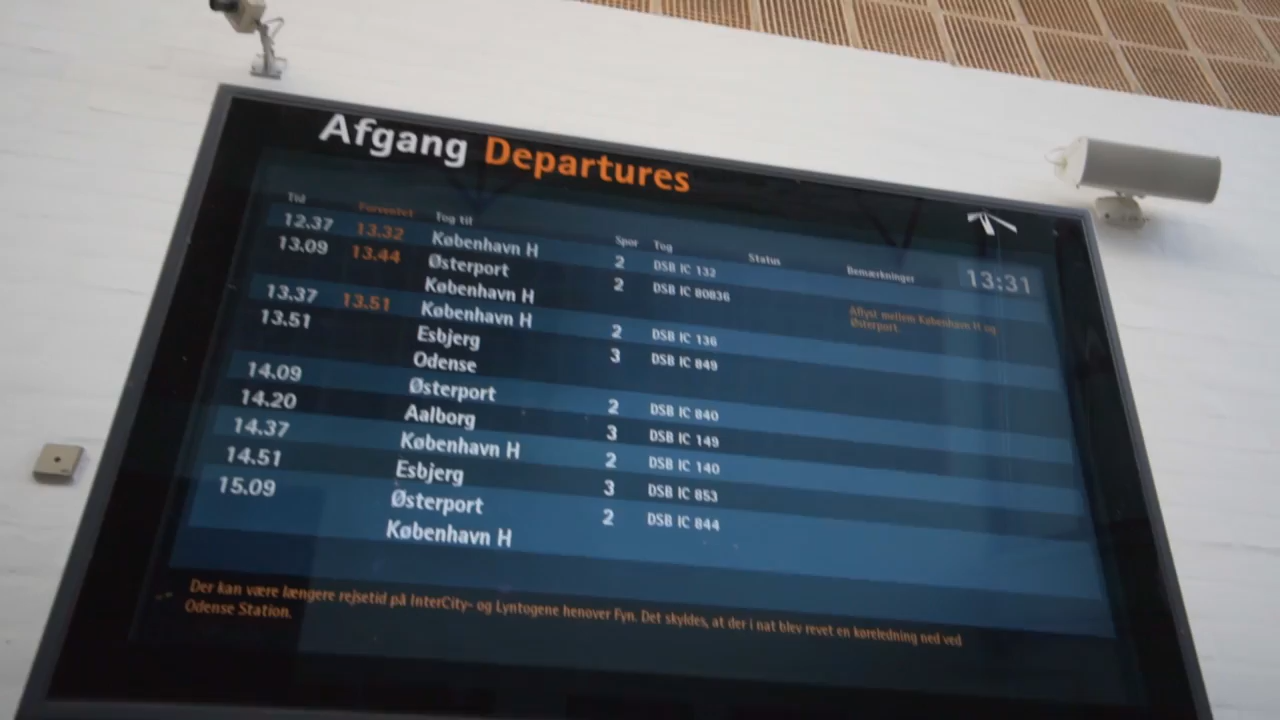 Afgang Departures
Tid Forventet Tog til Spor Tog Status Bemærkninger 13:31
12.37 13.32 København H 2 DSB IC 132
13.09 13.44 Østerport 2 DSB IC 80836
København H Aflyst mellem København H og
Østerport.
13.37 13.51 København H 2 DSB IC 136
13.51 Esbjerg 3 DSB IC 849
Odense
14.09 Østerport 2 DSB IC 840
14.20 Aalborg 3 DSB IC 149
14.37 København H 2 DSB IC 140
14.51 Esbjerg 3 DSB IC 853
15.09 Østerport 2 DSB IC 844
København H
Der kan være længere rejsetid på InterCity- og Lyntogene henover Fyn. Det skyldes, at der i nat blev revet en køreledning ned ved
Odense Station.